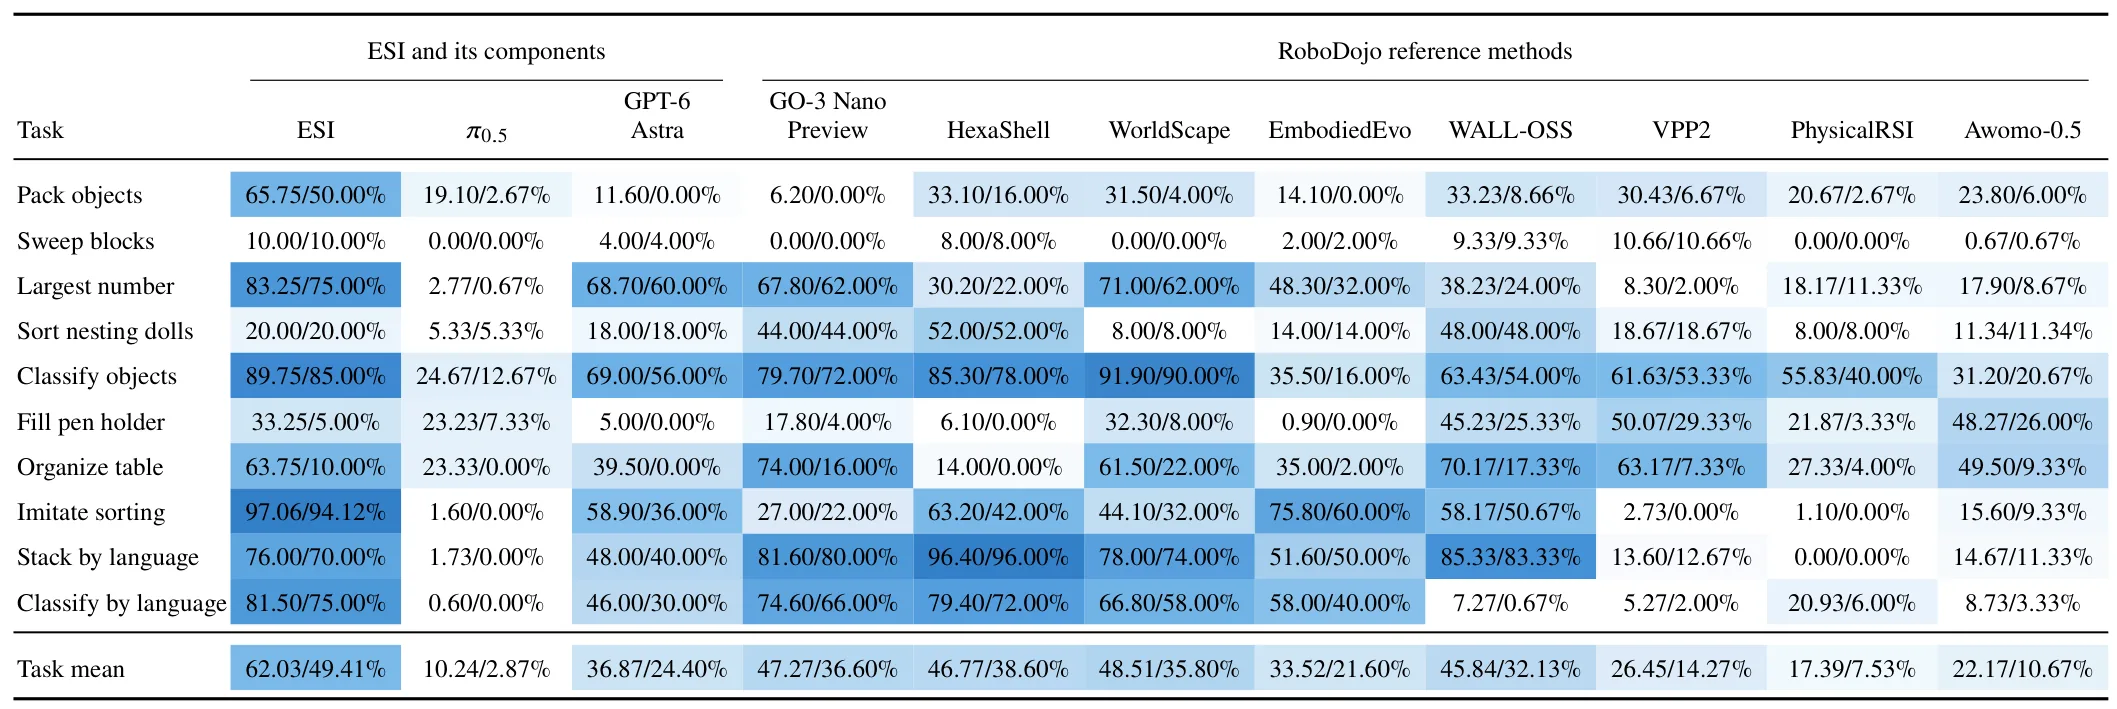 ESI and its components RoboDojo reference methods
GPT-6 GO-3 Nano
Task ESI π0.5 Astra Preview HexaShell WorldScape EmbodiedEvo WALL-OSS VPP2 PhysicalRSI Awomo-0.5
Pack objects 65.75/50.00% 19.10/2.67% 11.60/0.00% 6.20/0.00% 33.10/16.00% 31.50/4.00% 14.10/0.00% 33.23/8.66% 30.43/6.67% 20.67/2.67% 23.80/6.00%
Sweep blocks 10.00/10.00% 0.00/0.00% 4.00/4.00% 0.00/0.00% 8.00/8.00% 0.00/0.00% 2.00/2.00% 9.33/9.33% 10.66/10.66% 0.00/0.00% 0.67/0.67%
Largest number 83.25/75.00% 2.77/0.67% 68.70/60.00% 67.80/62.00% 30.20/22.00% 71.00/62.00% 48.30/32.00% 38.23/24.00% 8.30/2.00% 18.17/11.33% 17.90/8.67%
Sort nesting dolls 20.00/20.00% 5.33/5.33% 18.00/18.00% 44.00/44.00% 52.00/52.00% 8.00/8.00% 14.00/14.00% 48.00/48.00% 18.67/18.67% 8.00/8.00% 11.34/11.34%
Classify objects 89.75/85.00% 24.67/12.67% 69.00/56.00% 79.70/72.00% 85.30/78.00% 91.90/90.00% 35.50/16.00% 63.43/54.00% 61.63/53.33% 55.83/40.00% 31.20/20.67%
Fill pen holder 33.25/5.00% 23.23/7.33% 5.00/0.00% 17.80/4.00% 6.10/0.00% 32.30/8.00% 0.90/0.00% 45.23/25.33% 50.07/29.33% 21.87/3.33% 48.27/26.00%
Organize table 63.75/10.00% 23.33/0.00% 39.50/0.00% 74.00/16.00% 14.00/0.00% 61.50/22.00% 35.00/2.00% 70.17/17.33% 63.17/7.33% 27.33/4.00% 49.50/9.33%
Imitate sorting 97.06/94.12% 1.60/0.00% 58.90/36.00% 27.00/22.00% 63.20/42.00% 44.10/32.00% 75.80/60.00% 58.17/50.67% 2.73/0.00% 1.10/0.00% 15.60/9.33%
Stack by language 76.00/70.00% 1.73/0.00% 48.00/40.00% 81.60/80.00% 96.40/96.00% 78.00/74.00% 51.60/50.00% 85.33/83.33% 13.60/12.67% 0.00/0.00% 14.67/11.33%
Classify by language 81.50/75.00% 0.60/0.00% 46.00/30.00% 74.60/66.00% 79.40/72.00% 66.80/58.00% 58.00/40.00% 7.27/0.67% 5.27/2.00% 20.93/6.00% 8.73/3.33%
Task mean 62.03/49.41% 10.24/2.87% 36.87/24.40% 47.27/36.60% 46.77/38.60% 48.51/35.80% 33.52/21.60% 45.84/32.13% 26.45/14.27% 17.39/7.53% 22.17/10.67%